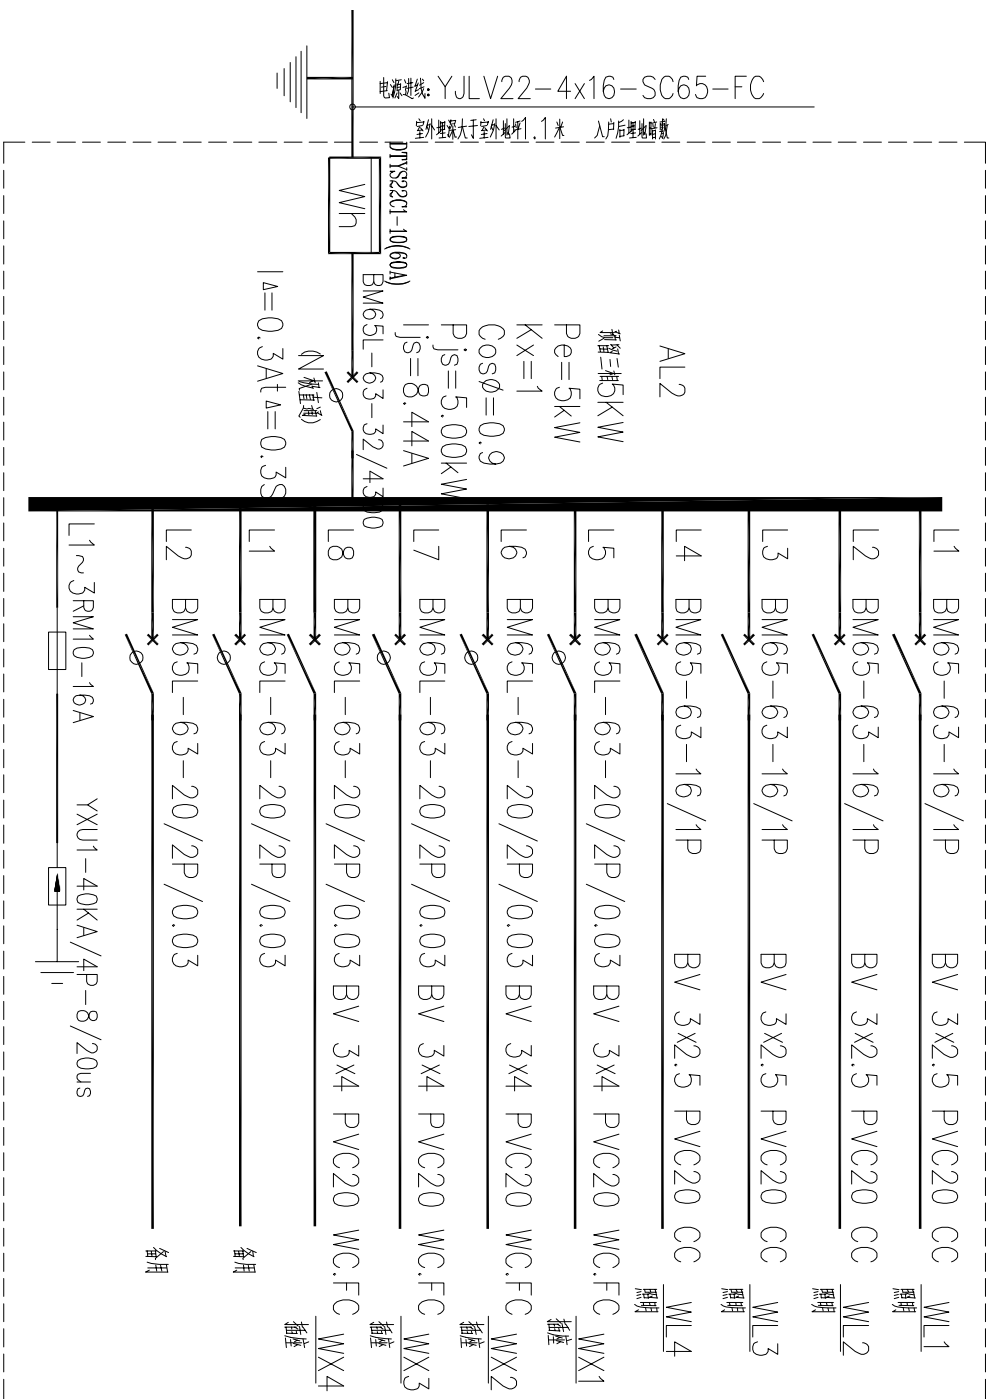 电源进线: YJLV22-4x16-SC65-FC
室外埋深大于室外地坪1.1米 入户后埋地暗敷
Wh
DTYS22C1-10(60A)
BM65L-63-32/4300
(N极直通)
I△=0.3At△=0.3S
AL2
预留三相5KW
Pe=5kW
Kx=1
CosØ=0.9
Pjs=5.00kW
Ijs=8.44A
L1 BM65-63-16/1P BV 3x2.5 PVC20 CC WL1
照明
L2 BM65-63-16/1P BV 3x2.5 PVC20 CC WL2
照明
L3 BM65-63-16/1P BV 3x2.5 PVC20 CC WL3
照明
L4 BM65-63-16/1P BV 3x2.5 PVC20 CC WL4
照明
L5 BM65L-63-20/2P/0.03 BV 3x4 PVC20 WC.FC WX1
插座
L6 BM65L-63-20/2P/0.03 BV 3x4 PVC20 WC.FC WX2
插座
L7 BM65L-63-20/2P/0.03 BV 3x4 PVC20 WC.FC WX3
插座
L8 BM65L-63-20/2P/0.03 BV 3x4 PVC20 WC.FC WX4
插座
L1 BM65L-63-20/2P/0.03
备用
L2 BM65L-63-20/2P/0.03
备用
L1~3RM10-16A YXU1-40KA/4P-8/20us